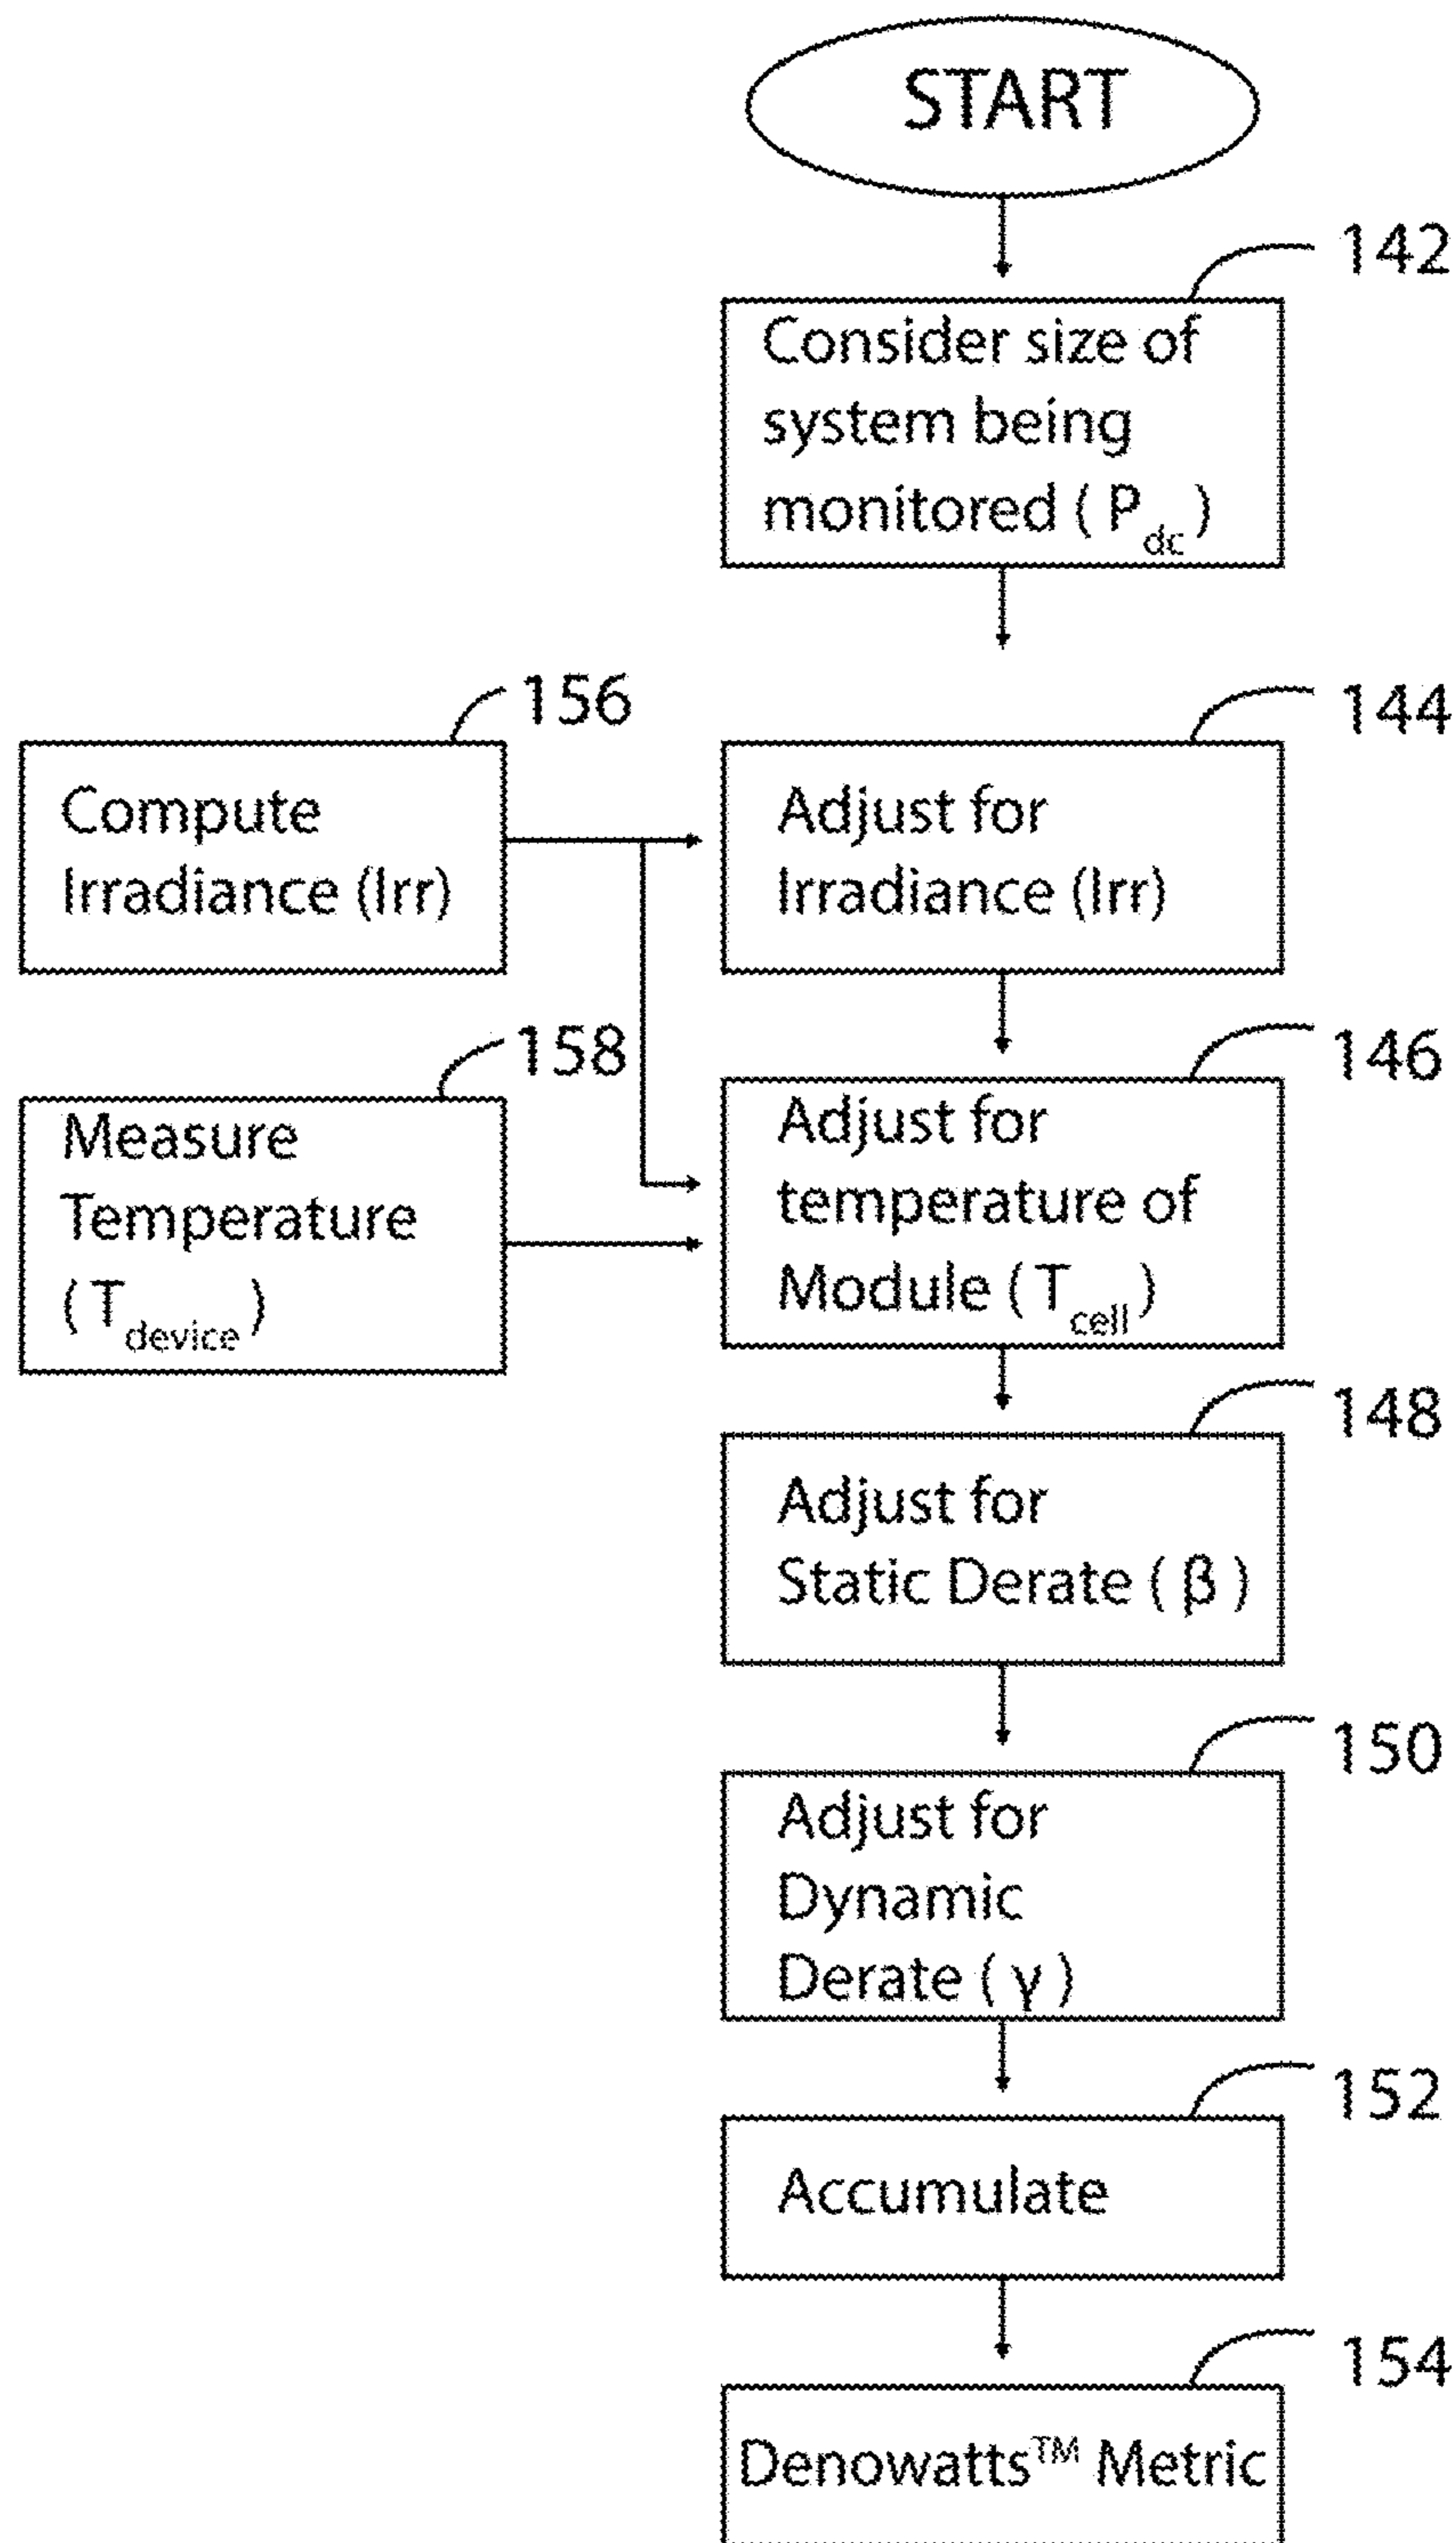 START
142
Consider size of
system being
monitored ( Pdc )
156
144
Compute
Irradiance (Irr)
Adjust for
Irradiance (Irr)
158
146
Measure
Temperature
( Tdevice )
Adjust for
temperature of
Module ( Tcell )
148
Adjust for
Static Derate ( β )
150
Adjust for
Dynamic
Derate ( γ )
152
Accumulate
154
Denowatts™ Metric